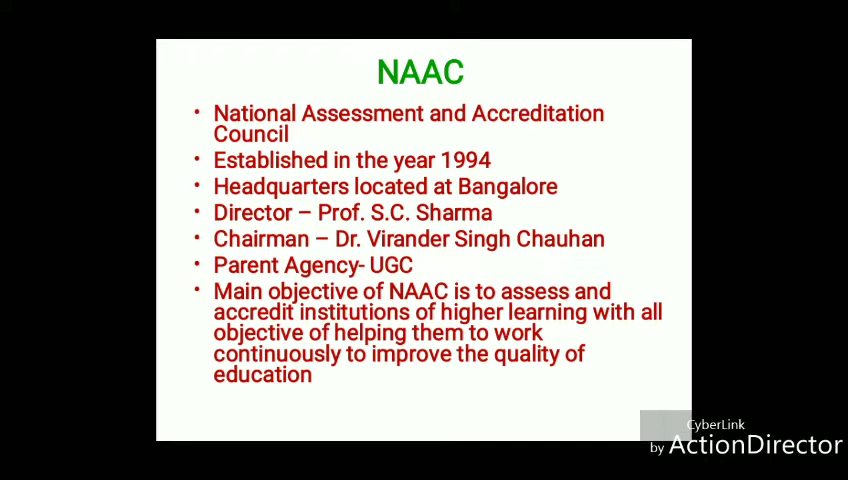 NAAC
• National Assessment and Accreditation
Council
• Established in the year 1994
• Headquarters located at Bangalore
• Director – Prof. S.C. Sharma
• Chairman – Dr. Virander Singh Chauhan
• Parent Agency- UGC
• Main objective of NAAC is to assess and
accredit institutions of higher learning with all
objective of helping them to work
continuously to improve the quality of
education
CyberLink
by ActionDirector